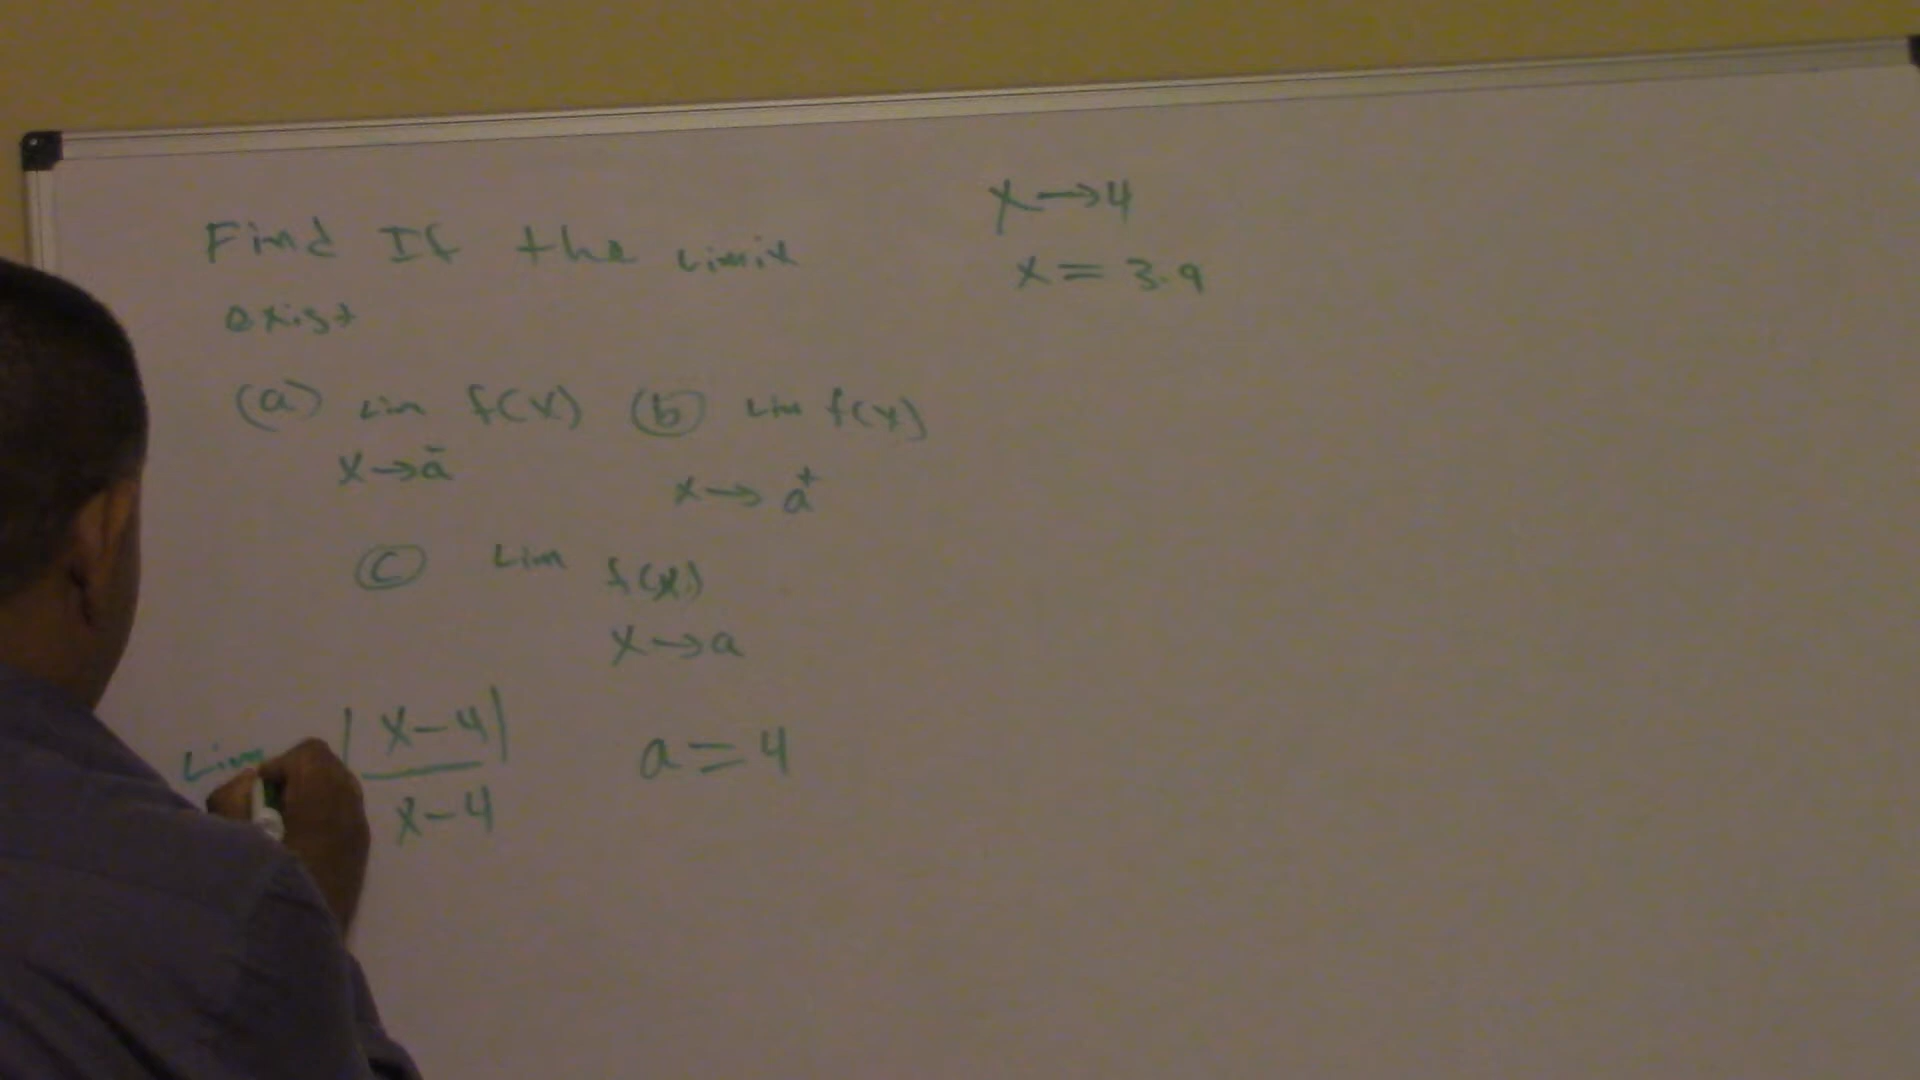 Find If the Limit
exist
(a) Lim f(x) (b) Lim f(x)
x→a⁻ x→a⁺
(c) Lim f(x)
x→a
Lim |x-4| a=4
x-4
x→4
x=3.9